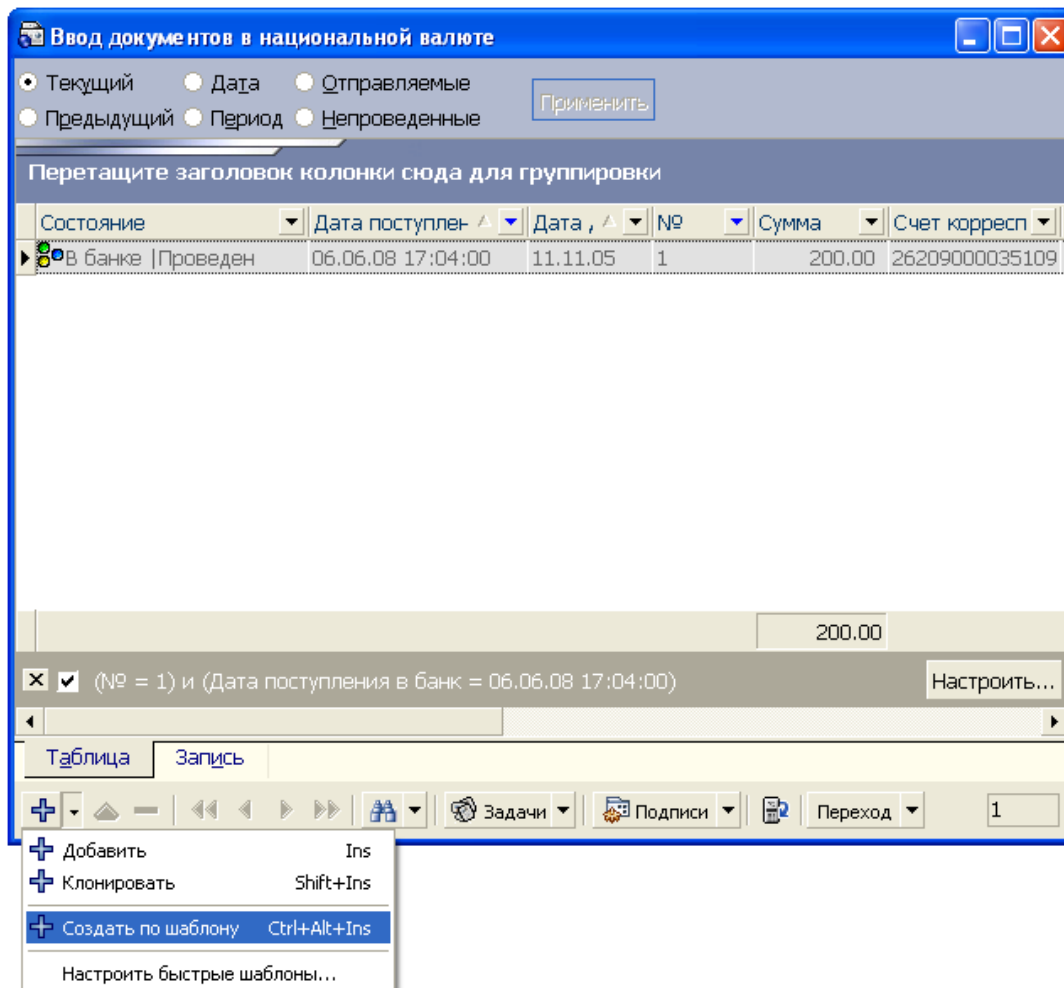 Ввод документов в национальной валюте
Текущий Дата Отправляемые
Применить
Предыдущий Период Непроведенные
Перетащите заголовок колонки сюда для группировки
Состояние Дата поступлен Дата , № Сумма Счет корресп
В банке |Проведен 06.06.08 17:04:00 11.11.05 1 200.00 26209000035109
200.00
(№ = 1) и (Дата поступления в банк = 06.06.08 17:04:00) Настроить...
Таблица Запись
Задачи Подписи Переход 1
Добавить Ins
Клонировать Shift+Ins
Создать по шаблону Ctrl+Alt+Ins
Настроить быстрые шаблоны...